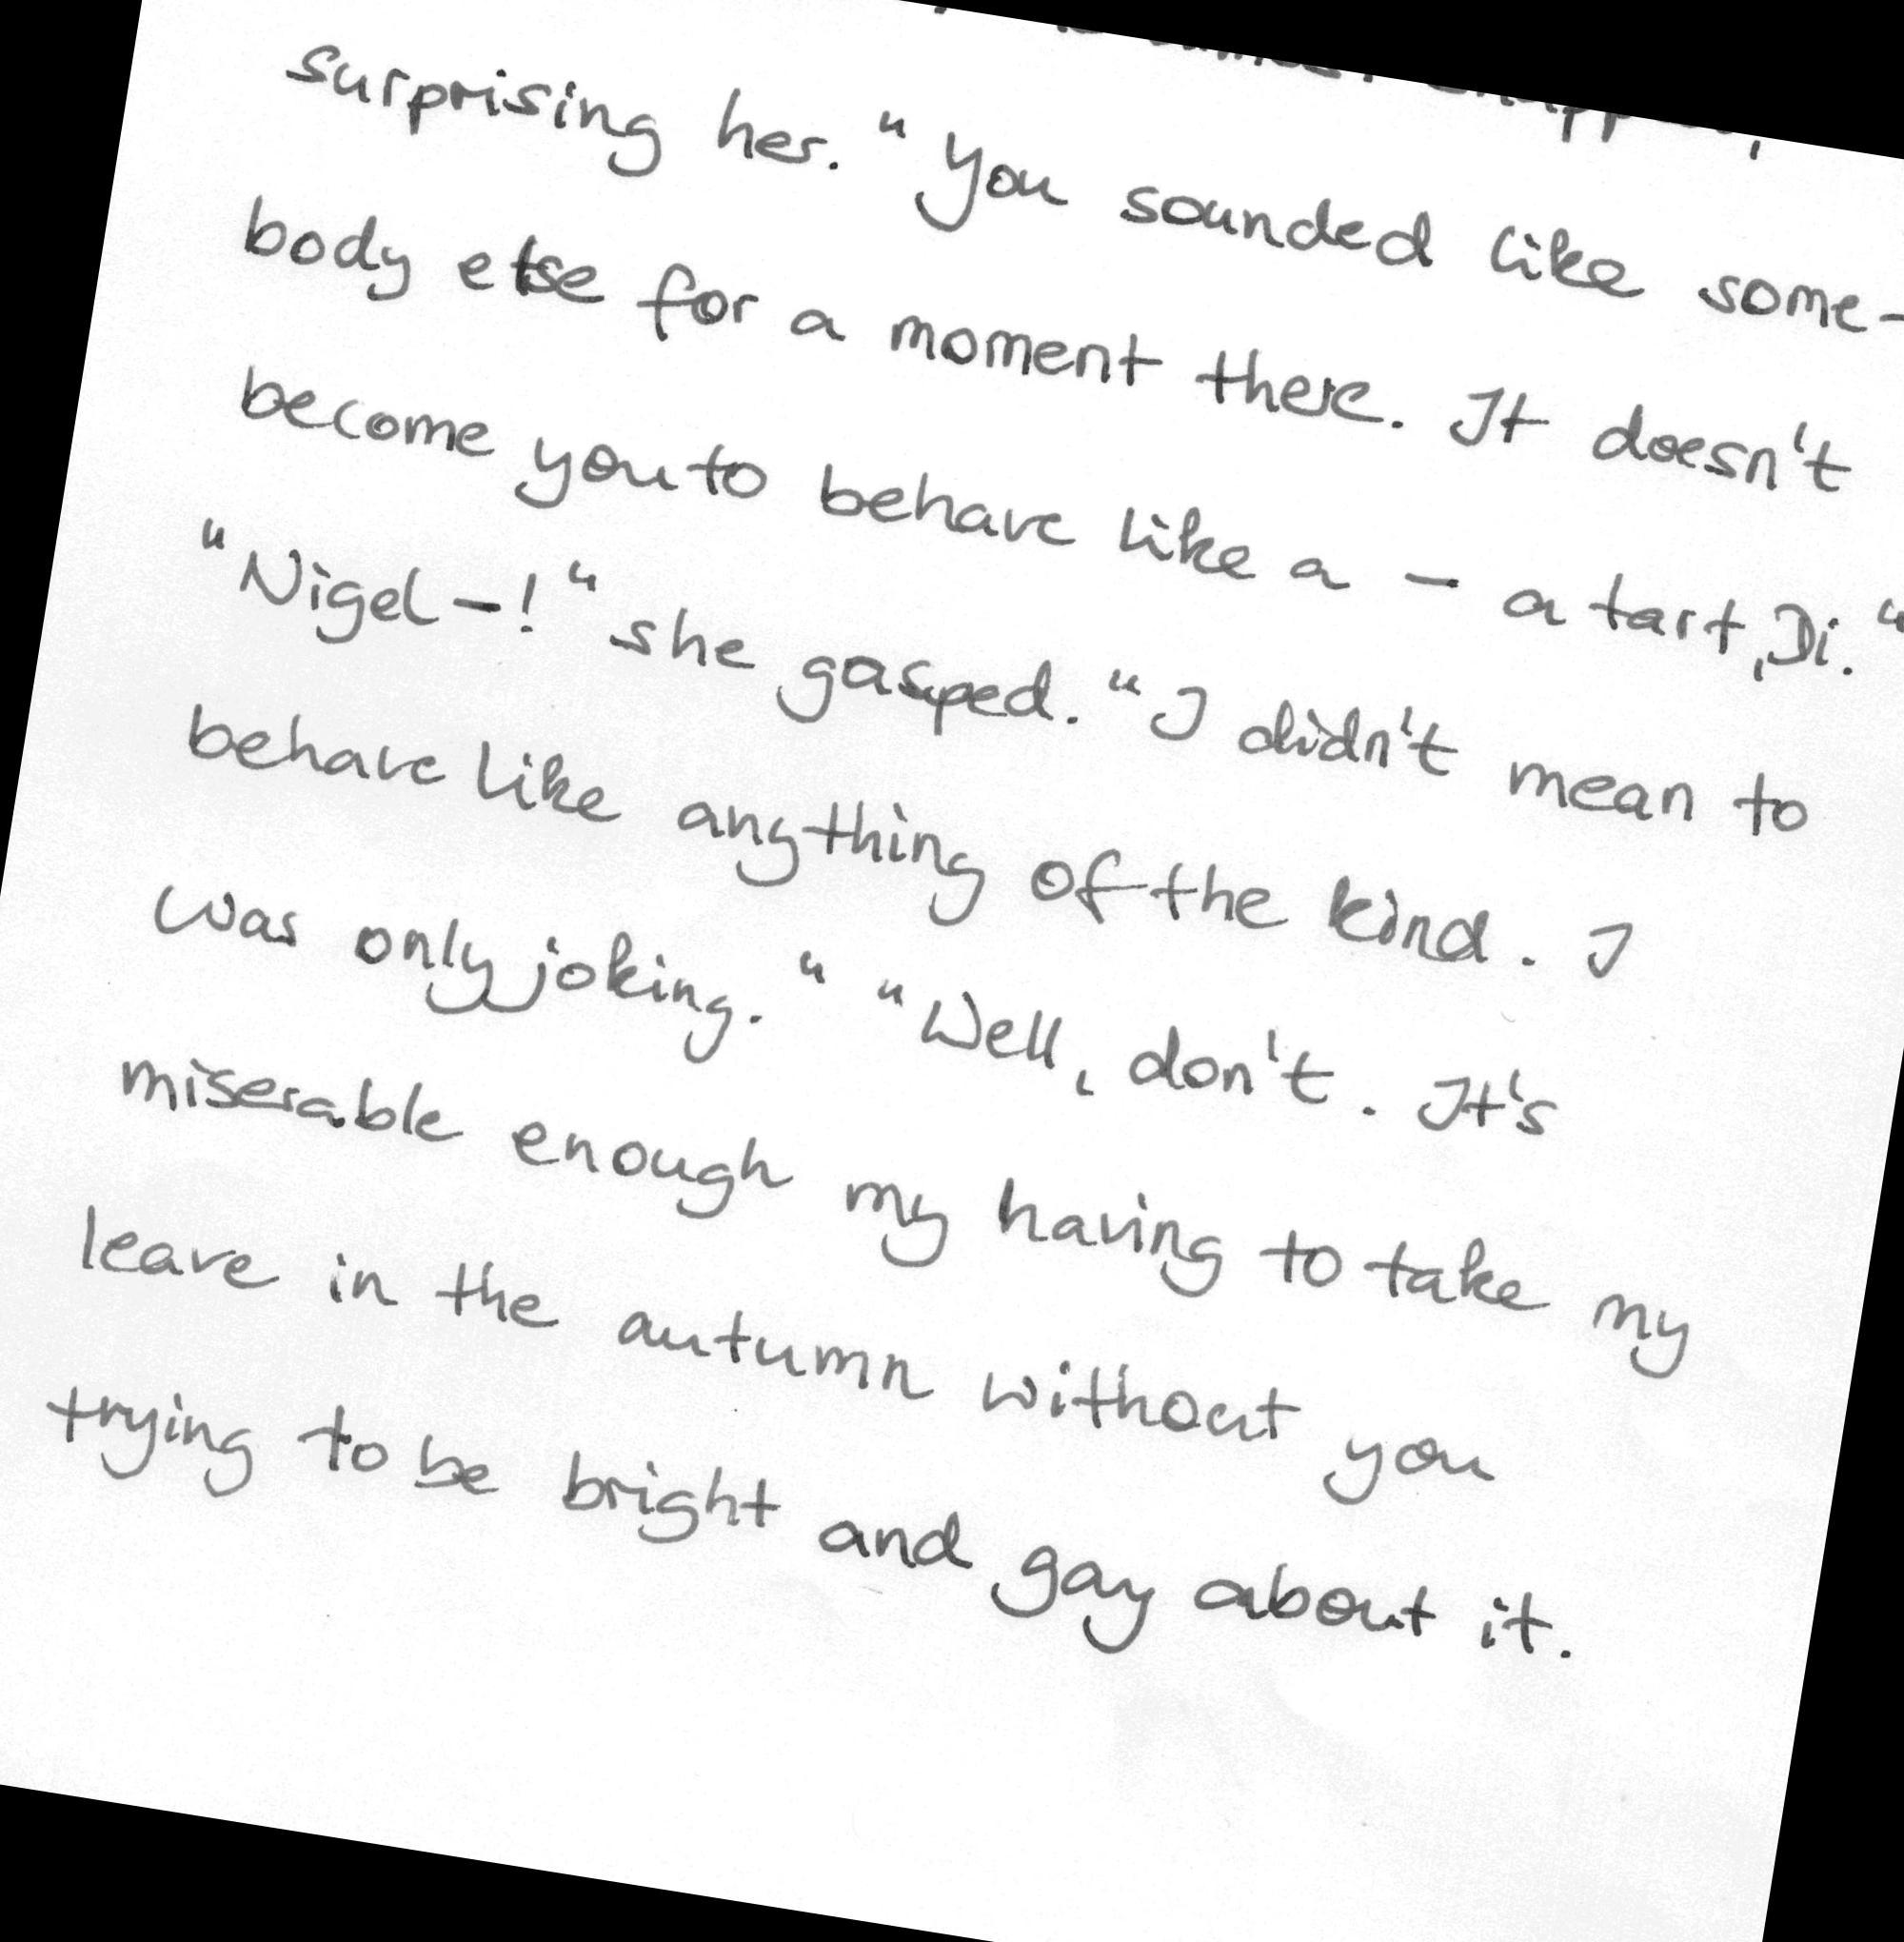 surprising her. "You sounded like some-
body else for a moment there. It doesn't
become you to behave like a - a tart, Di."
"Nigel-!" she gasped. "I didn't mean to
behave like anything of the kind. I
was only joking." "Well, don't. It's
miserable enough my having to take my
leave in the autumn without you
trying to be bright and gay about it.